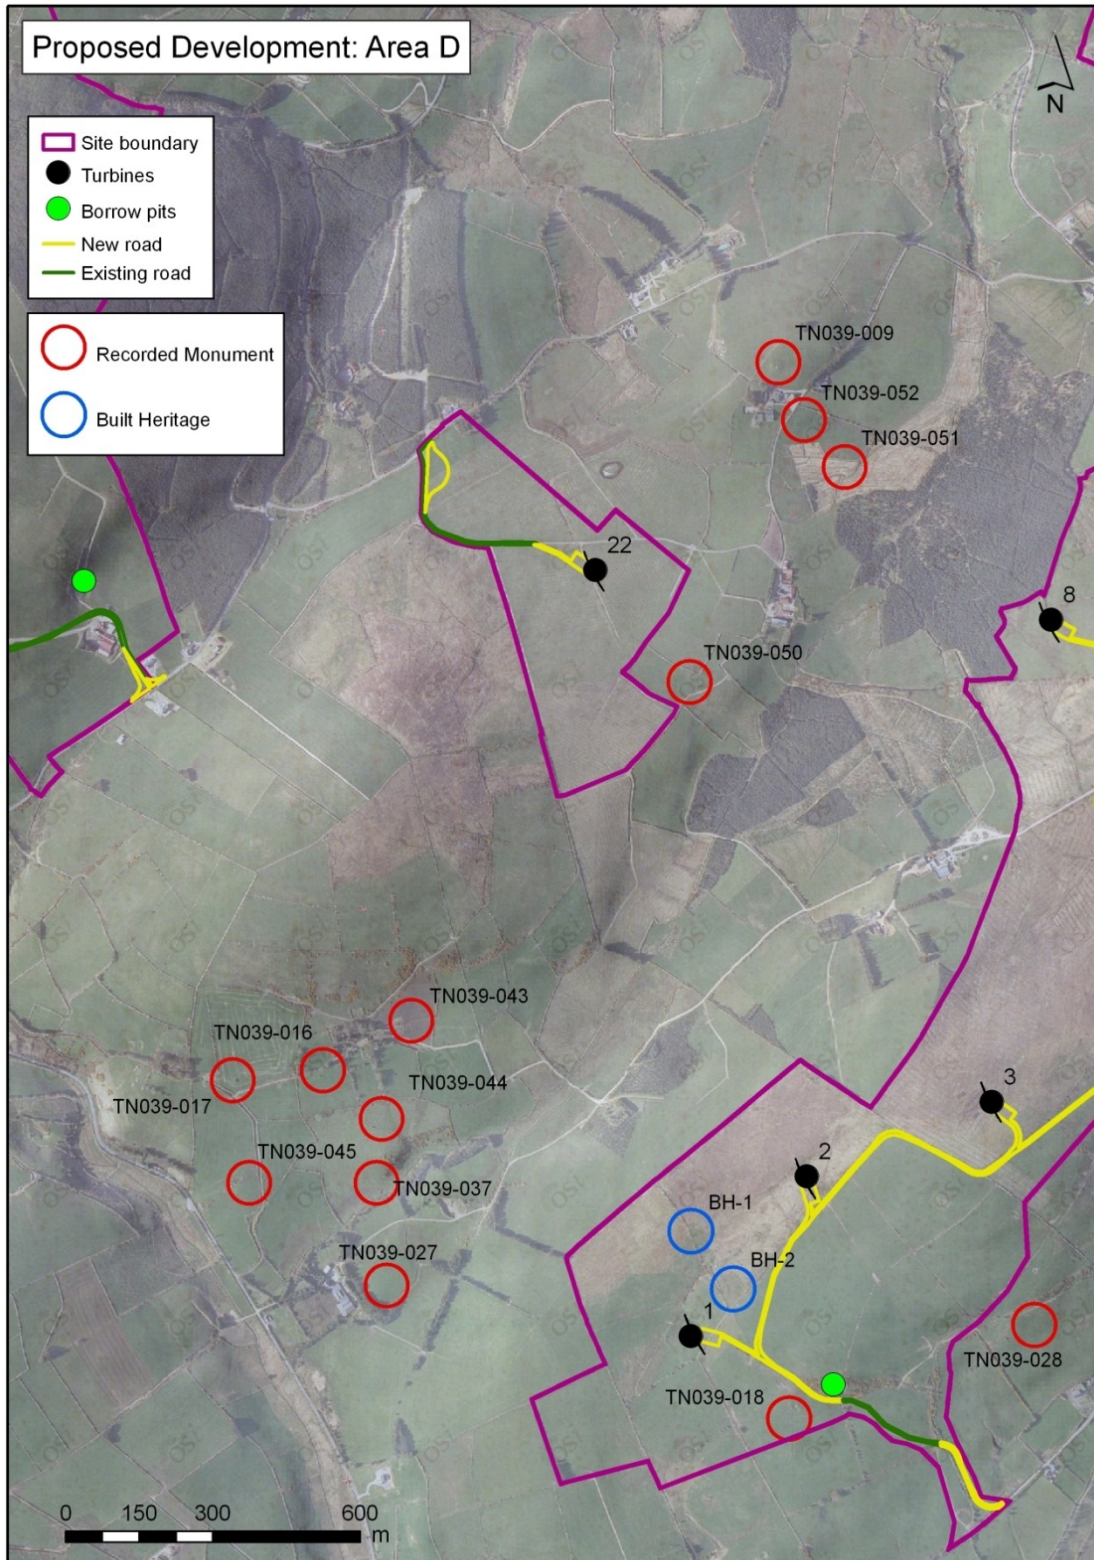 Proposed Development: Area D
N
Site boundary
Turbines
Borrow pits
New road
Existing road
Recorded Monument
Built Heritage
TN039-009
TN039-052
TN039-051
22
8
TN039-050
TN039-043
TN039-016
TN039-044
TN039-017
3
TN039-045
2
TN039-037
BH-1
TN039-027
BH-2
1
TN039-028
TN039-018
0 150 300 600
m